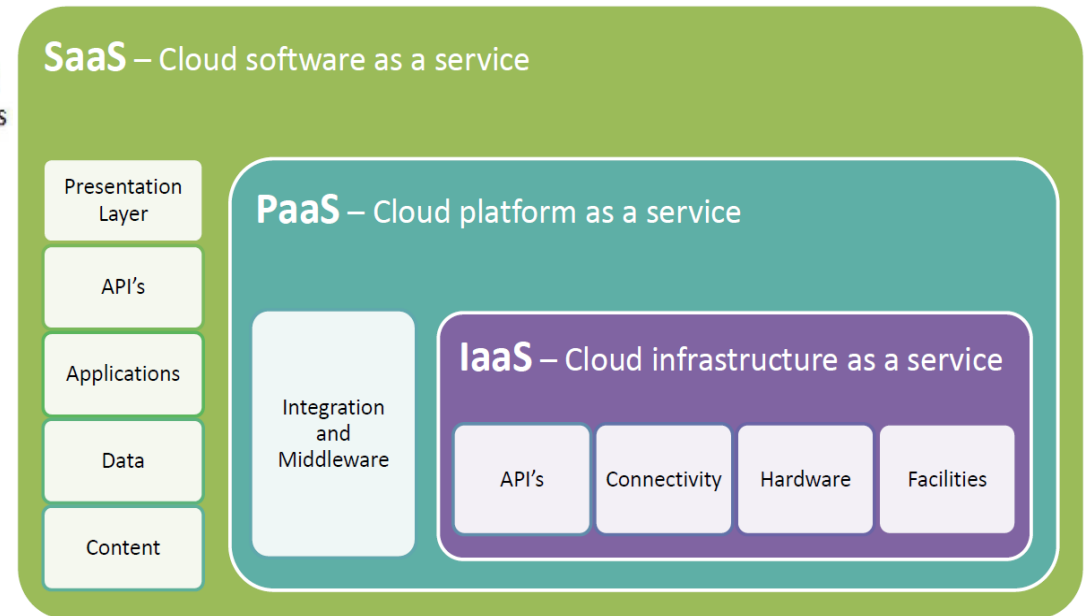 SaaS – Cloud software as a service
Presentation
Layer
API's
Applications
Data
Content
PaaS – Cloud platform as a service
Integration
and
Middleware
IaaS – Cloud infrastructure as a service
API's
Connectivity
Hardware
Facilities